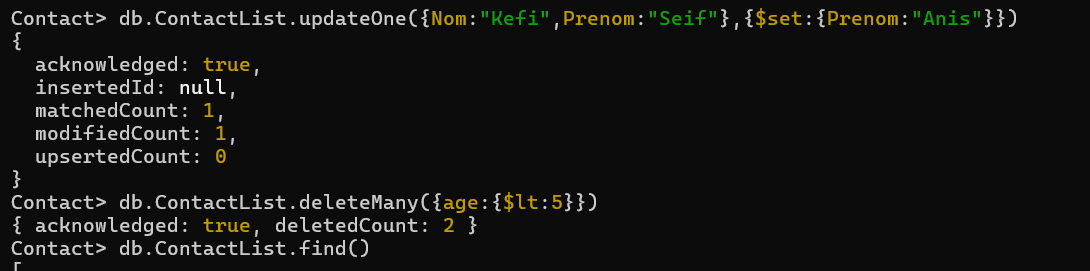 Contact> db.ContactList.updateOne({Nom:"Kefi",Prenom:"Seif"},{$set:{Prenom:"Anis"}})
{
  acknowledged: true,
  insertedId: null,
  matchedCount: 1,
  modifiedCount: 1,
  upsertedCount: 0
}
Contact> db.ContactList.deleteMany({age:{$lt:5}})
{ acknowledged: true, deletedCount: 2 }
Contact> db.ContactList.find()
[